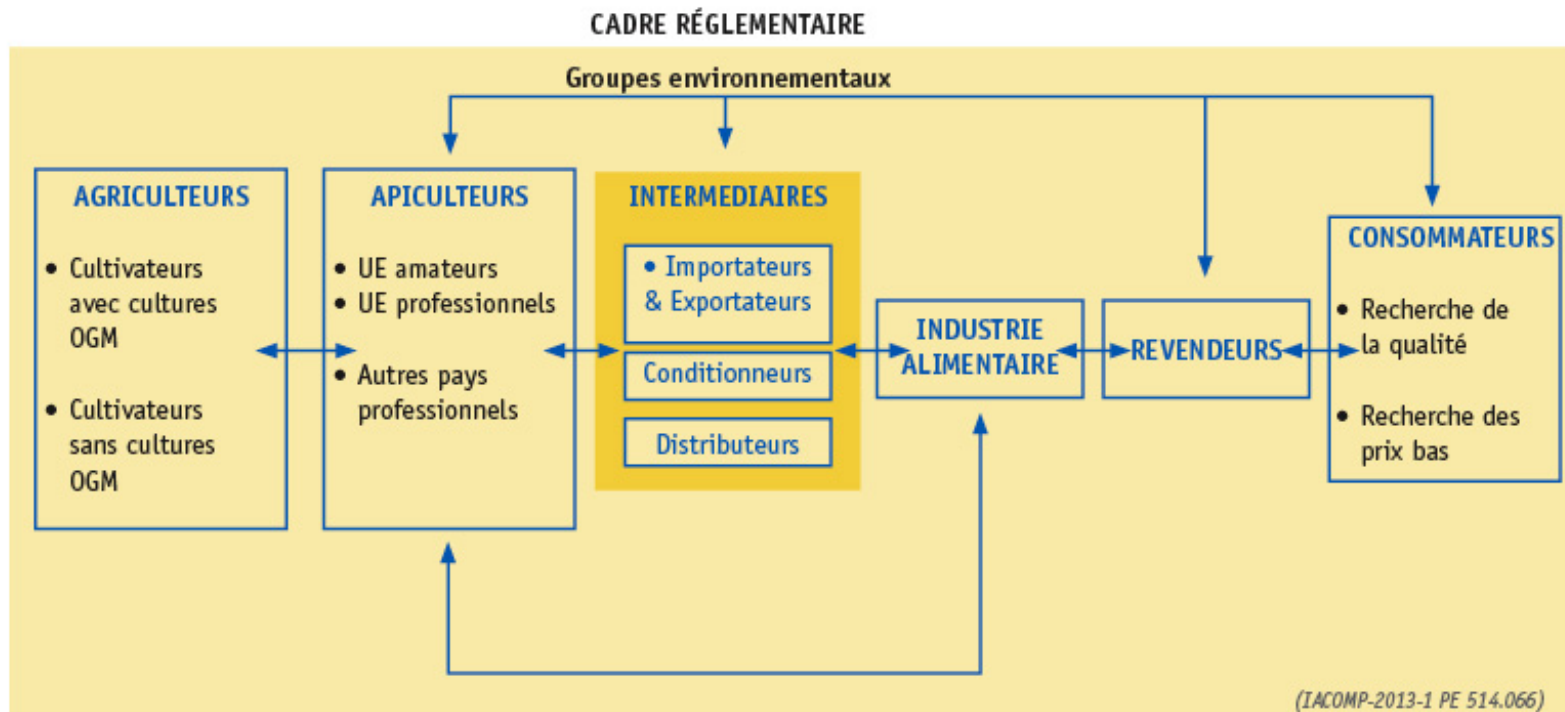 CADRE RÉGLEMENTAIRE
Groupes environnementaux
AGRICULTEURS
• Cultivateurs
avec cultures
OGM
• Cultivateurs
sans cultures
OGM
APICULTEURS
• UE amateurs
• UE professionnels
• Autres pays
professionnels
INTERMEDIAIRES
• Importateurs
& Exportateurs
Conditionneurs
Distributeurs
INDUSTRIE
ALIMENTAIRE
REVENDEURS
CONSOMMATEURS
• Recherche de
la qualité
• Recherche des
prix bas
(IACOMP-2013-1 PE 514.066)